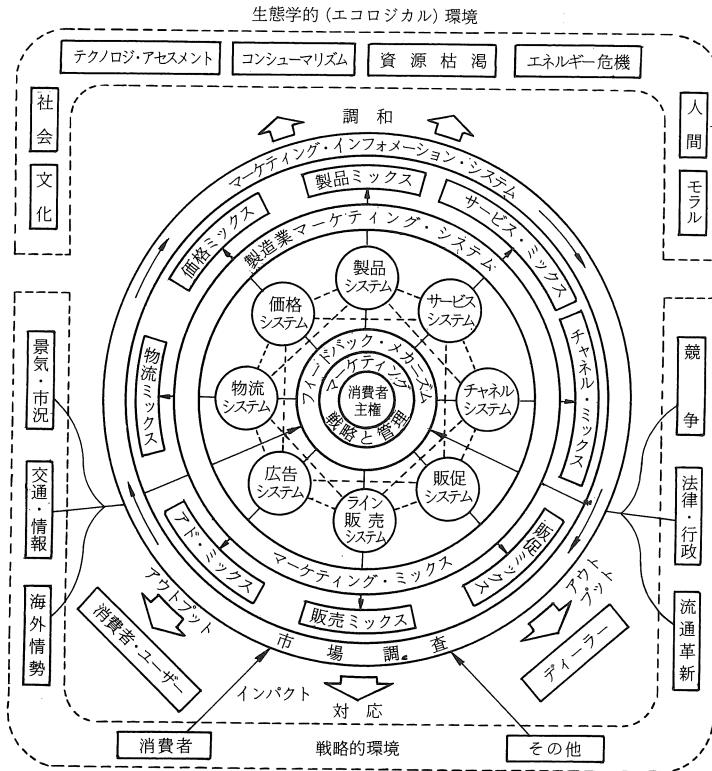 生態学的（エコロジカル）環境
テクノロジ・アセスメント
コンシューマリズム
資源枯渇
エネルギー危機
社会
文化
人間
モラル
調和
マーケティング・インフォメーション・システム
製品ミックス
価格ミックス
サービス・ミックス
製造業マーケティング・システム
製品
システム
価格
システム
サービス
システム
景気・市況
物流ミックス
物流
システム
フィードバック・メカニズム
マーケティング
消費者
主権
戦略と管理
チャネル
システム
チャネル・ミックス
競争
交通・情報
広告
システム
ライン
販売
システム
販促
システム
法律・行政
アド・ミックス
マーケティング・ミックス
販促ミックス
販売ミックス
海外情勢
アウトプット
アウト
プット
流通革新
消費者・ユーザー
市場調査
ディーラー
インパクト
対応
消費者
戦略的環境
その他